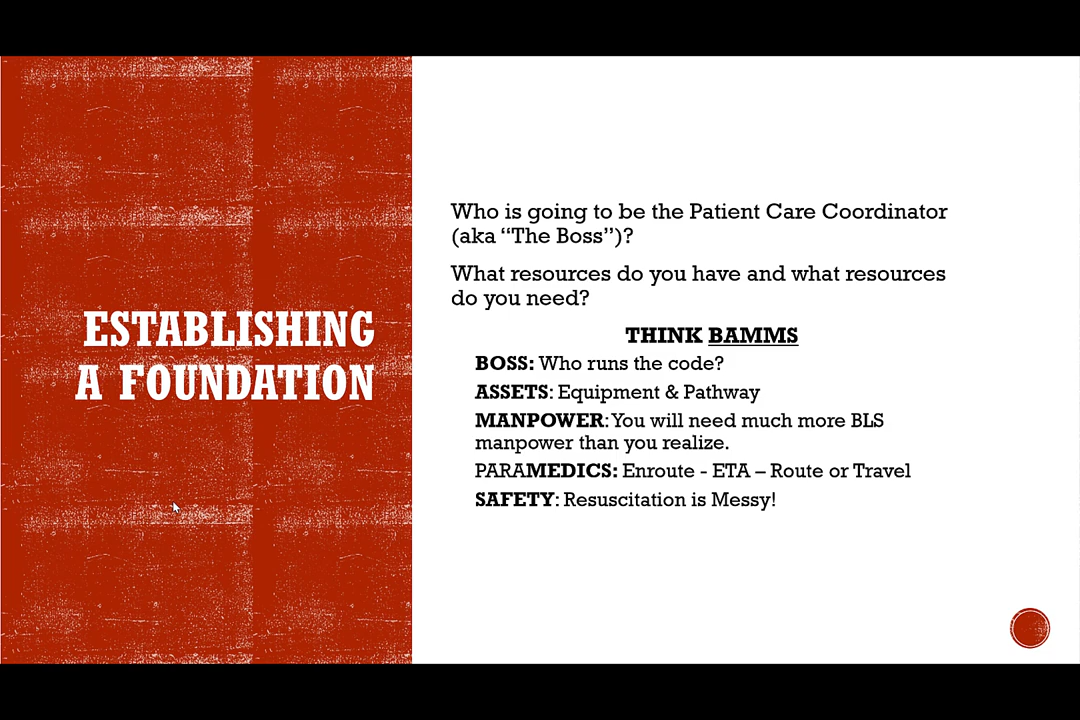 ESTABLISHING
A FOUNDATION
Who is going to be the Patient Care Coordinator
(aka “The Boss”)?
What resources do you have and what resources
do you need?
THINK BAMMS
BOSS: Who runs the code?
ASSETS: Equipment & Pathway
MANPOWER: You will need much more BLS
manpower than you realize.
PARAMEDICS: Enroute - ETA – Route or Travel
SAFETY: Resuscitation is Messy!